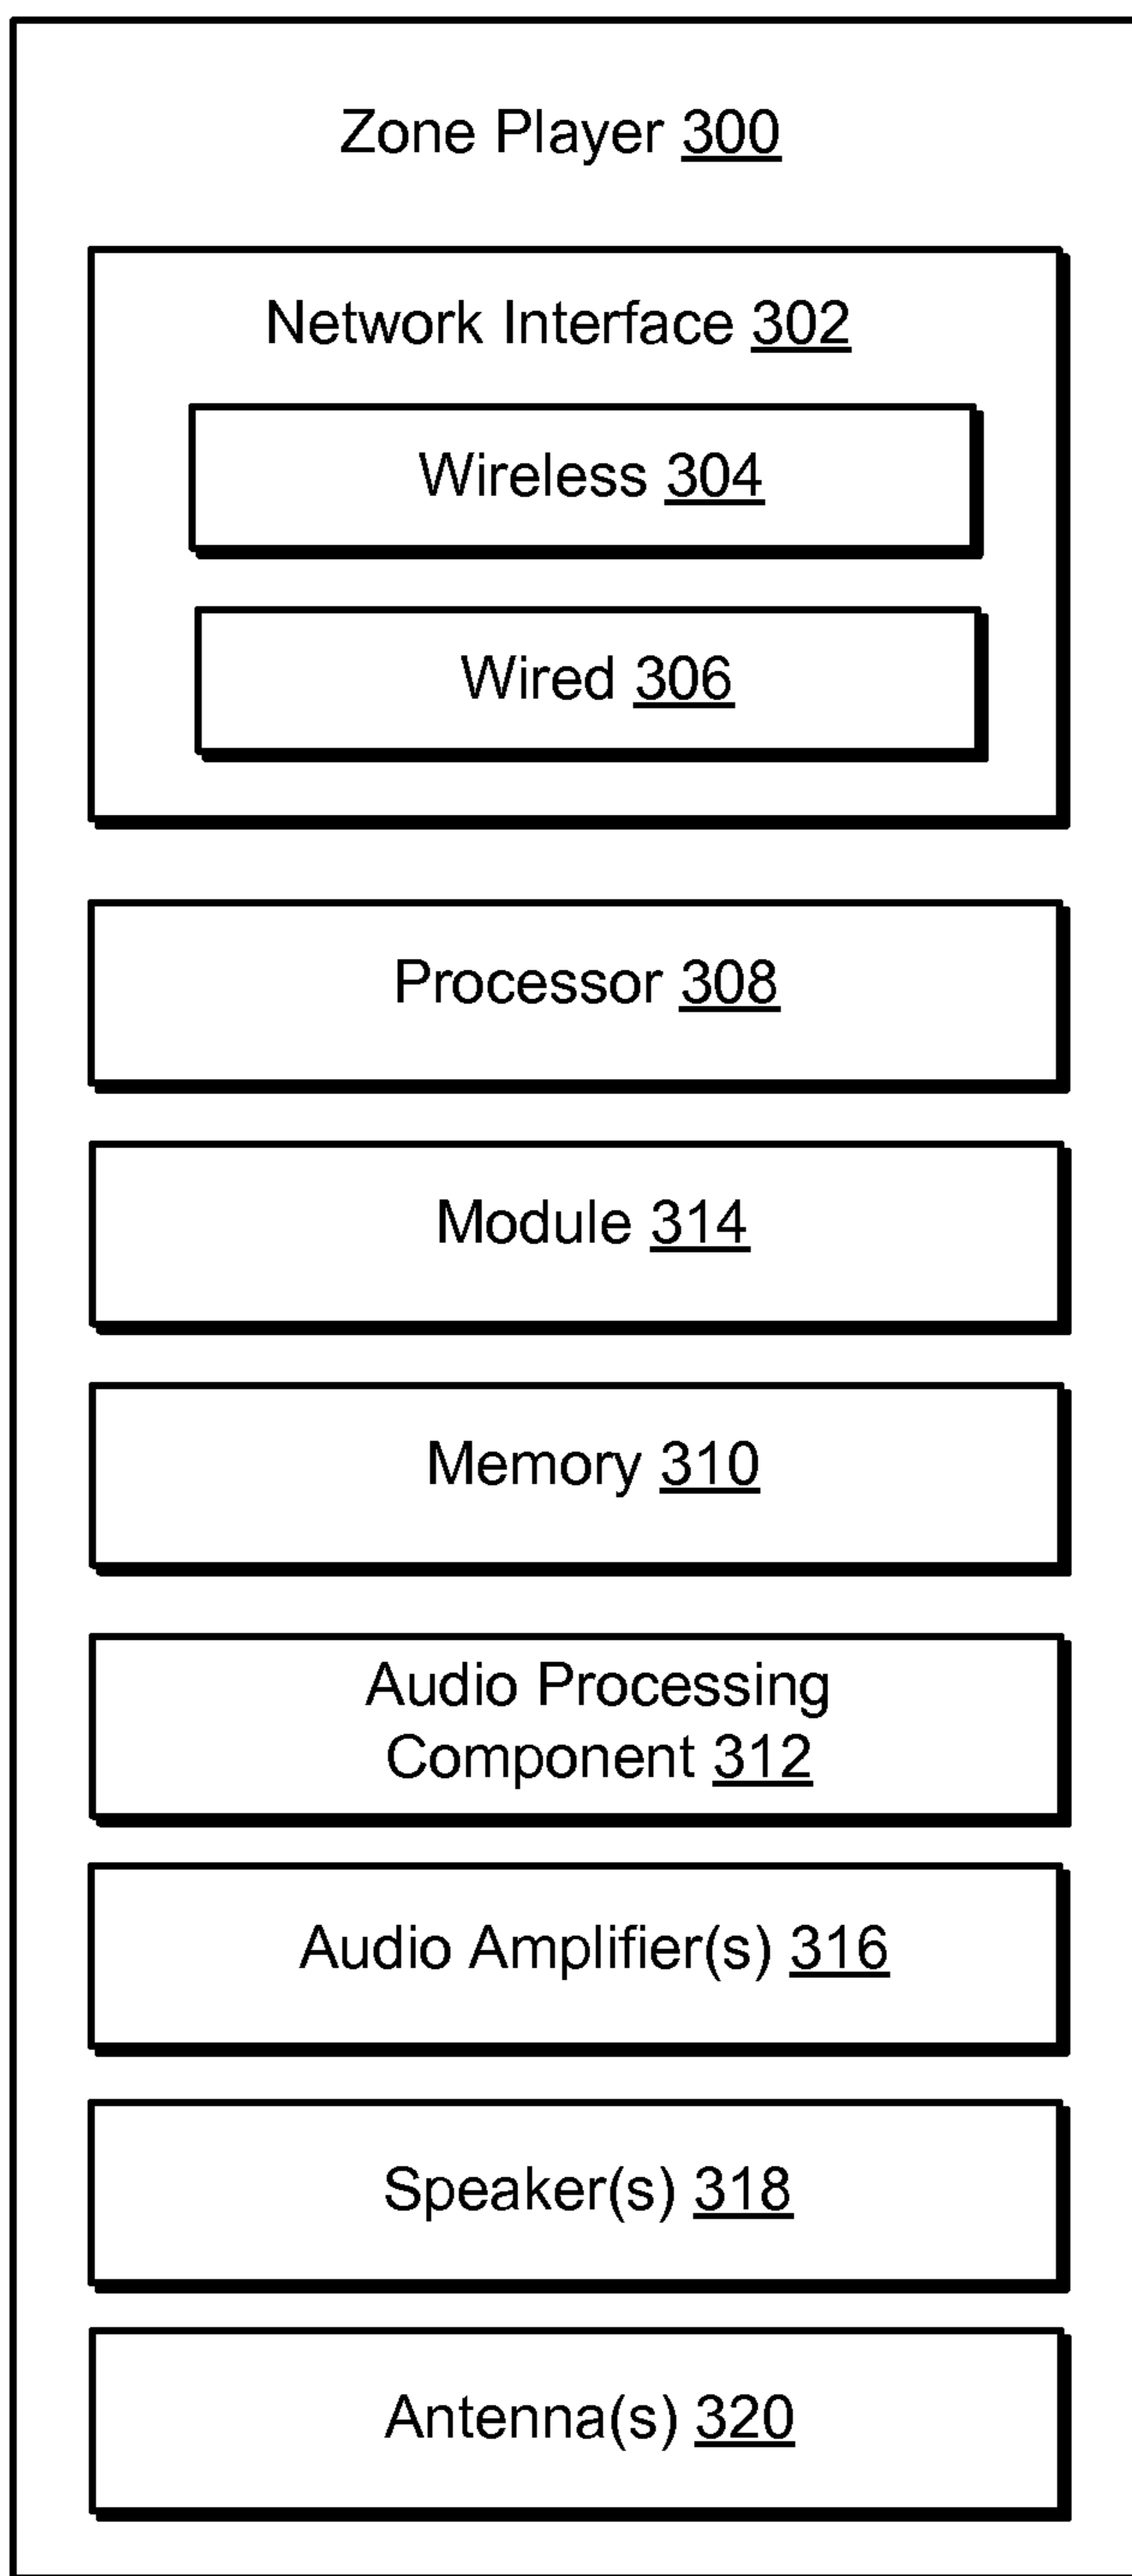 Zone Player 300
Network Interface 302
Wireless 304
Wired 306
Processor 308
Module 314
Memory 310
Audio Processing
Component 312
Audio Amplifier(s) 316
Speaker(s) 318
Antenna(s) 320